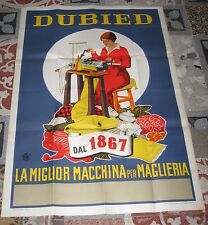 DUBIED
DAL 1867
LA MIGLIOR MACCHINA PER MAGLIERIA